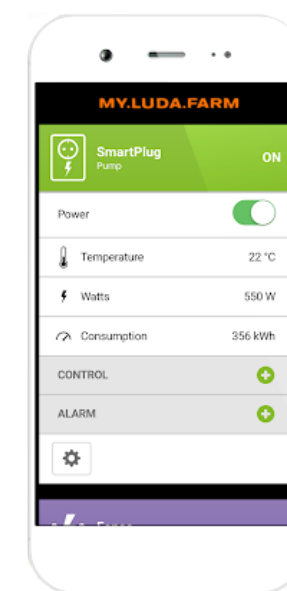 MY.LUDA.FARM
SmartPlug
Pump
ON
Power
Temperature 22 °C
Watts 550 W
Consumption 356 kWh
CONTROL
ALARM